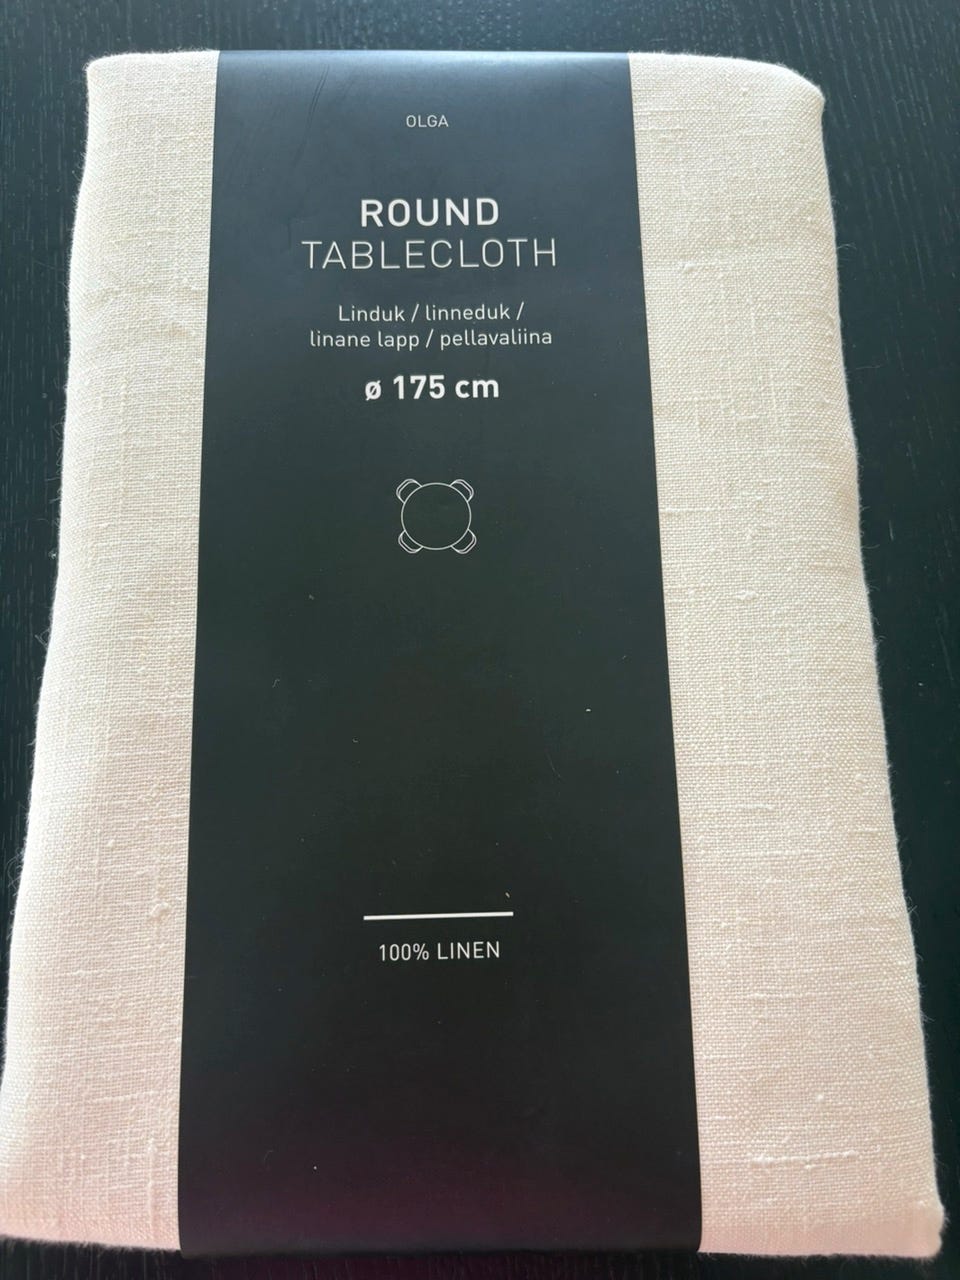 OLGA
ROUND
TABLECLOTH
Linduk / linneduk /
linane lapp / pellavaliina
ø 175 cm
100% LINEN